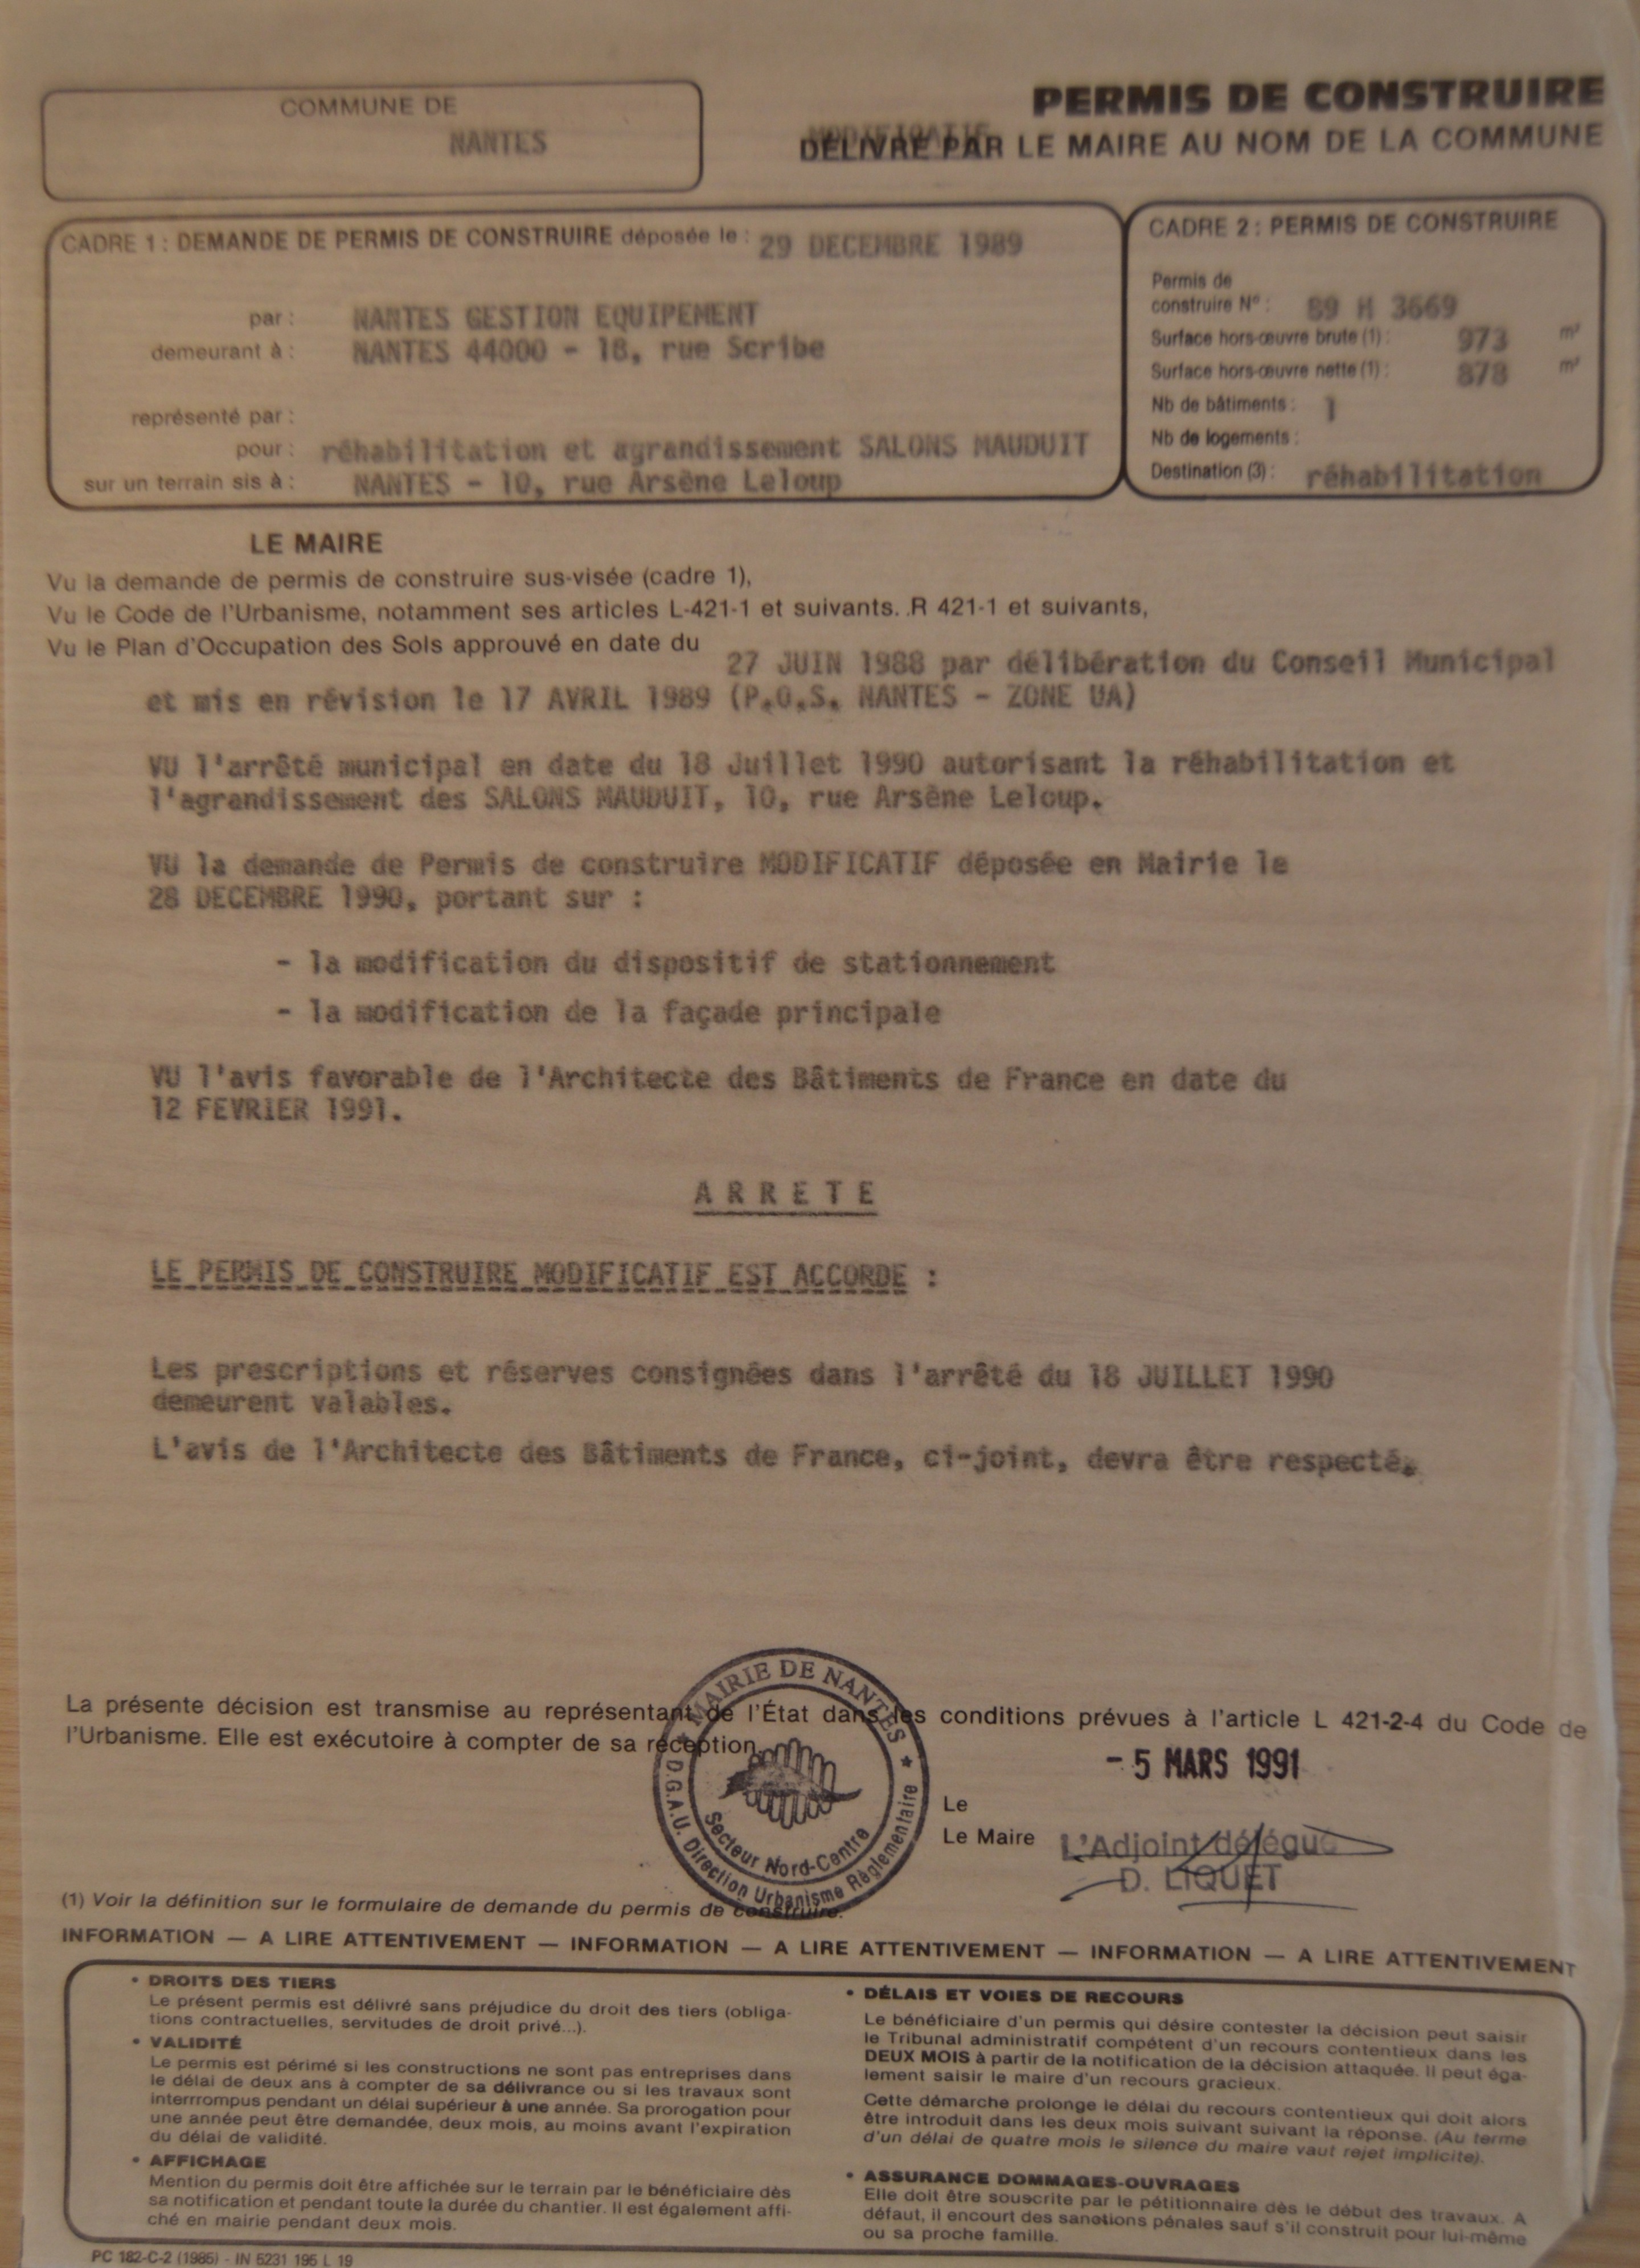 COMMUNE DE
NANTES
PERMIS DE CONSTRUIRE
MODIFICATIF
DÉLIVRÉ PAR LE MAIRE AU NOM DE LA COMMUNE
CADRE 1 : DEMANDE DE PERMIS DE CONSTRUIRE déposée le : 29 DECEMBRE 1989
par : NANTES GESTION EQUIPEMENT
demeurant à : NANTES 44000 - 18, rue Scribe
représenté par :
pour : réhabilitation et agrandissement SALONS MAUDUIT
sur un terrain sis à : NANTES - 10, rue Arsène Leloup
CADRE 2 : PERMIS DE CONSTRUIRE
Permis de
construire N° : 89 H 3669
Surface hors-œuvre brute (1) : 973 m²
Surface hors-œuvre nette (1) : 878 m²
Nb de bâtiments : 1
Nb de logements :
Destination (3) : réhabilitation
LE MAIRE
Vu la demande de permis de construire sus-visée (cadre 1),
Vu le Code de l'Urbanisme, notamment ses articles L-421-1 et suivants. .R 421-1 et suivants,
Vu le Plan d'Occupation des Sols approuvé en date du
27 JUIN 1988 par délibération du Conseil Municipal
et mis en révision le 17 AVRIL 1989 (P.O.S. NANTES - ZONE UA)
VU l'arrêté municipal en date du 18 Juillet 1990 autorisant la réhabilitation et
l'agrandissement des SALONS MAUDUIT, 10, rue Arsène Leloup.
VU la demande de Permis de construire MODIFICATIF déposée en Mairie le
28 DECEMBRE 1990, portant sur :
- la modification du dispositif de stationnement
- la modification de la façade principale
VU l'avis favorable de l'Architecte des Bâtiments de France en date du
12 FEVRIER 1991.
A R R E T E
LE PERMIS DE CONSTRUIRE MODIFICATIF EST ACCORDE :
Les prescriptions et réserves consignées dans l'arrêté du 18 JUILLET 1990
demeurent valables.
L'avis de l'Architecte des Bâtiments de France, ci-joint, devra être respecté.
La présente décision est transmise au représentant de l'État dans les conditions prévues à l'article L 421-2-4 du Code de
l'Urbanisme. Elle est exécutoire à compter de sa réception.
MAIRIE DE NANTES
D.G.A.U. Direction Urbanisme Règlementaire
Secteur Nord-Centre
- 5 MARS 1991
Le
Le Maire L'Adjoint délégué
D. LIQUET
(1) Voir la définition sur le formulaire de demande du permis de construire.
INFORMATION — A LIRE ATTENTIVEMENT — INFORMATION — A LIRE ATTENTIVEMENT — INFORMATION — A LIRE ATTENTIVEMENT
• DROITS DES TIERS
Le présent permis est délivré sans préjudice du droit des tiers (obliga-
tions contractuelles, servitudes de droit privé...).
• VALIDITÉ
Le permis est périmé si les constructions ne sont pas entreprises dans
le délai de deux ans à compter de sa délivrance ou si les travaux sont
interrrompus pendant un délai supérieur à une année. Sa prorogation pour
une année peut être demandée, deux mois, au moins avant l'expiration
du délai de validité.
• AFFICHAGE
Mention du permis doit être affichée sur le terrain par le bénéficiaire dès
sa notification et pendant toute la durée du chantier. Il est également affi-
ché en mairie pendant deux mois.
• DÉLAIS ET VOIES DE RECOURS
Le bénéficiaire d'un permis qui désire contester la décision peut saisir
le Tribunal administratif compétent d'un recours contentieux dans les
DEUX MOIS à partir de la notification de la décision attaquée. Il peut éga-
lement saisir le maire d'un recours gracieux.
Cette démarche prolonge le délai du recours contentieux qui doit alors
être introduit dans les deux mois suivant suivant la réponse. (Au terme
d'un délai de quatre mois le silence du maire vaut rejet implicite).
• ASSURANCE DOMMAGES-OUVRAGES
Elle doit être souscrite par le pétitionnaire dès le début des travaux. A
défaut, il encourt des sanctions pénales sauf s'il construit pour lui-même
ou sa proche famille.
PC 182-C-2 (1985) - IN 5231 195 L 19